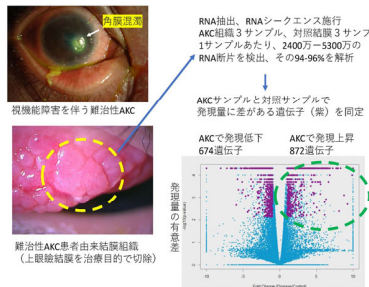 角膜混濁
視機能障害を伴う難治性AKC
難治性AKC患者由来結膜組織
（上眼瞼結膜を治療目的で切除）
RNA抽出、RNAシークエンス施行
AKC組織３サンプル、対照結膜３サンプル
1サンプルあたり、2400万ー5300万の
RNA断片を検出、その94-96%を解析
AKCサンプルと対照サンプルで
発現量に差がある遺伝子（紫）を同定
AKCで発現低下
674遺伝子
AKCで発現上昇
872遺伝子
発現量の有意差